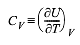 C_V ≡ (∂U/∂T)_V